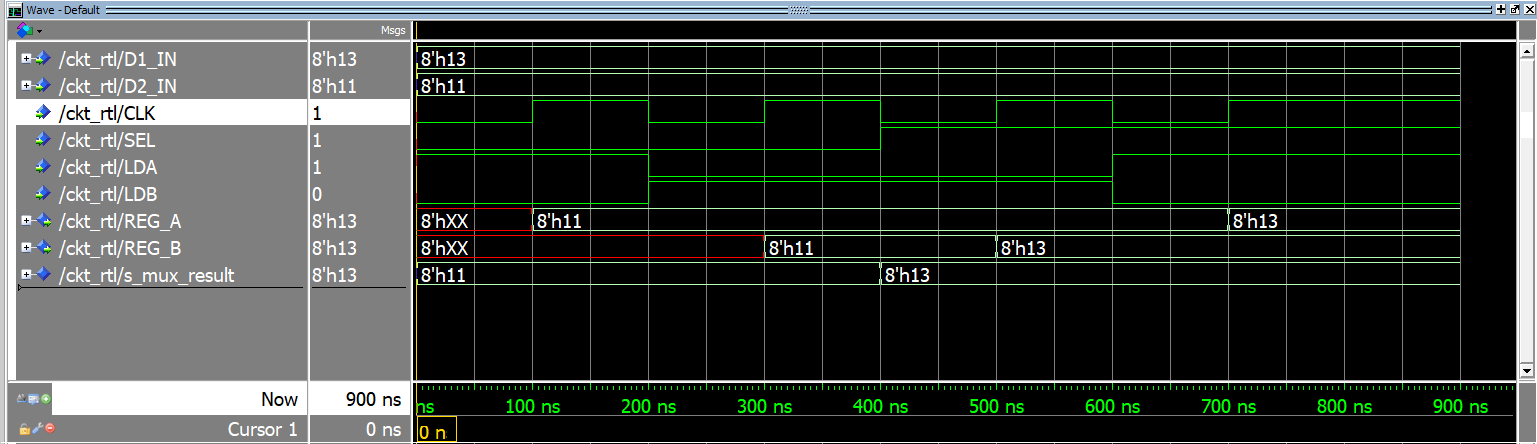 Wave - Default
Msgs
/ckt_rtl/D1_IN 8'h13 8'h13
/ckt_rtl/D2_IN 8'h11 8'h11
/ckt_rtl/CLK 1
/ckt_rtl/SEL 1
/ckt_rtl/LDA 1
/ckt_rtl/LDB 0
/ckt_rtl/REG_A 8'h13 8'hXX 8'h11 8'h13
/ckt_rtl/REG_B 8'h13 8'hXX 8'h11 8'h13
/ckt_rtl/s_mux_result 8'h13 8'h11 8'h13
Now 900 ns ns 100 ns 200 ns 300 ns 400 ns 500 ns 600 ns 700 ns 800 ns 900 ns
Cursor 1 0 ns 0 n